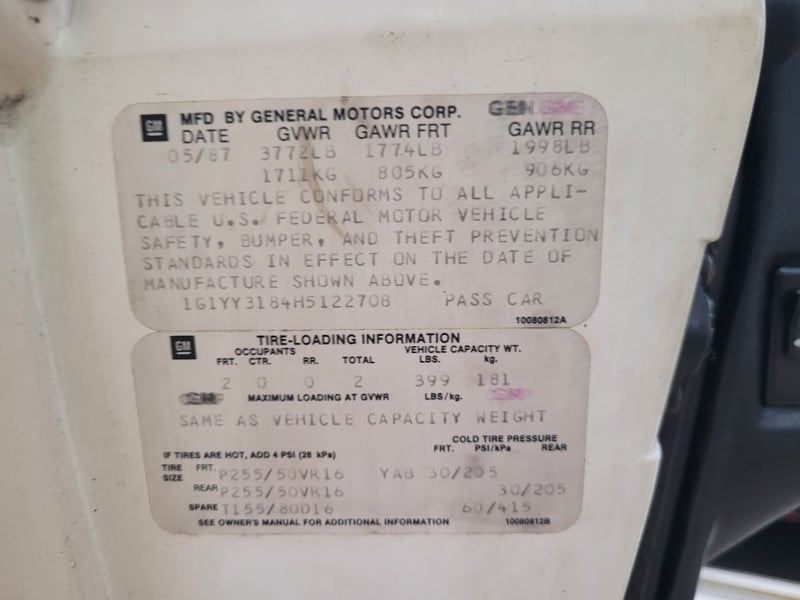 GM MFD BY GENERAL MOTORS CORP. GEN GME
DATE GVWR GAWR FRT GAWR RR
05/87 3772LB 1774LB 1998LB
1711KG 805KG 906KG
THIS VEHICLE CONFORMS TO ALL APPLI-
CABLE U.S. FEDERAL MOTOR VEHICLE
SAFETY, BUMPER, AND THEFT PREVENTION
STANDARDS IN EFFECT ON THE DATE OF
MANUFACTURE SHOWN ABOVE.
1G1YY3184H5122708 PASS CAR
10080812A
GM TIRE-LOADING INFORMATION
OCCUPANTS VEHICLE CAPACITY WT.
FRT. CTR. RR. TOTAL LBS. kg.
2 0 0 2 399 181
MAXIMUM LOADING AT GVWR LBS/kg.
SAME AS VEHICLE CAPACITY WEIGHT
COLD TIRE PRESSURE
IF TIRES ARE HOT, ADD 4 PSI (28 kPa) FRT. PSI/kPa REAR
TIRE SIZE FRT. P255/50VR16 YAB 30/205
REAR P255/50VR16 30/205
SPARE T155/80D16 60/415
SEE OWNER'S MANUAL FOR ADDITIONAL INFORMATION 10080812B